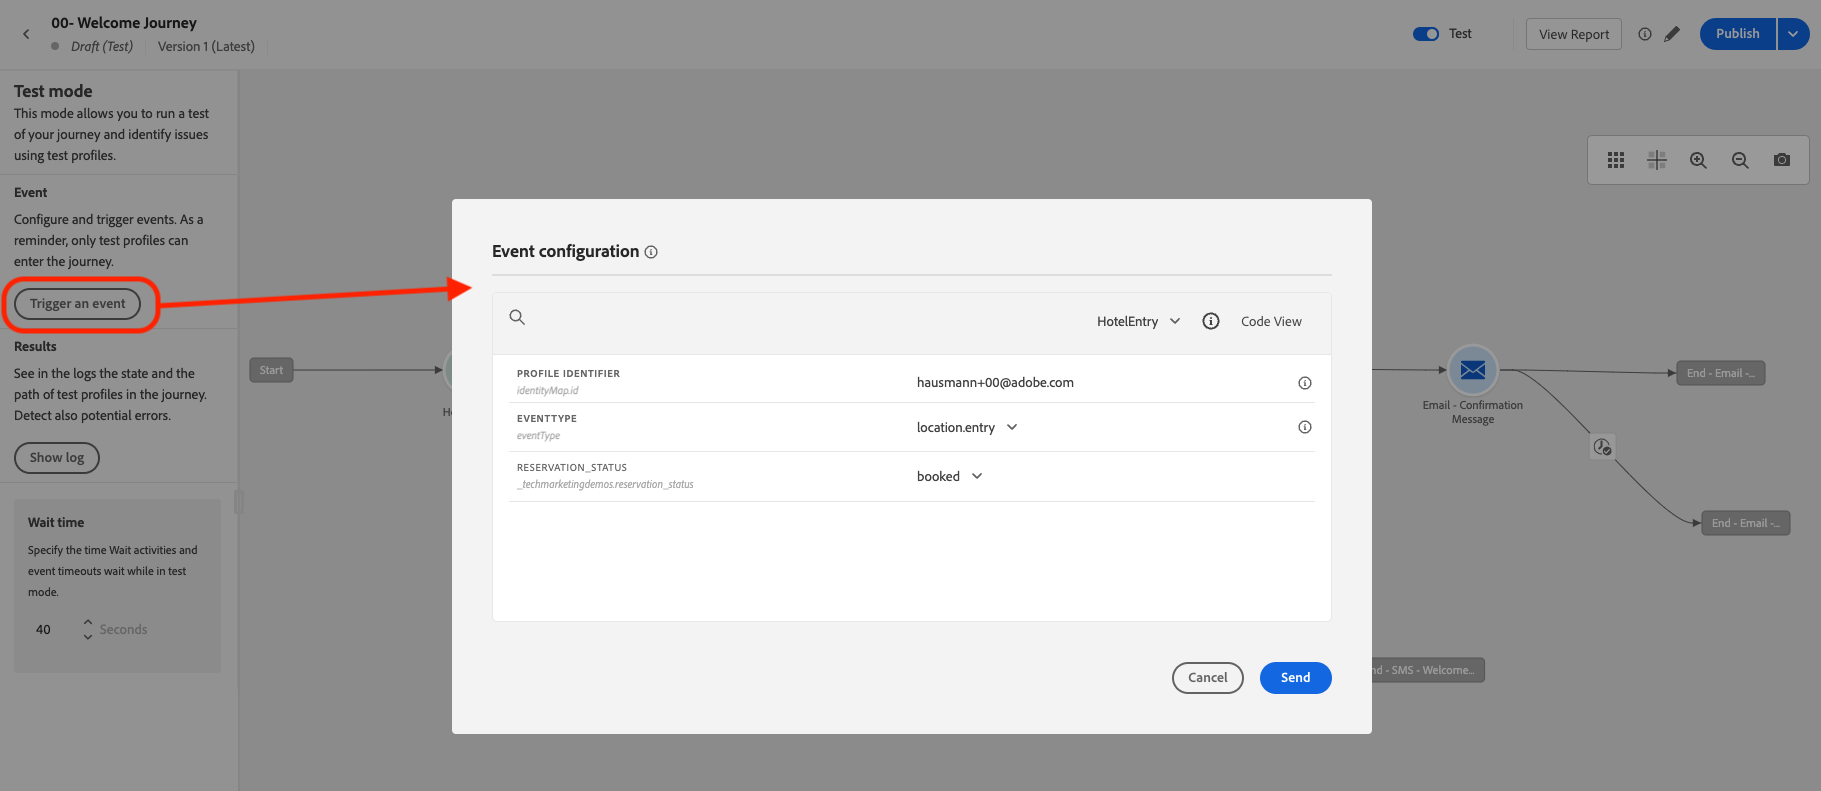 00- Welcome Journey
Draft (Test)
Version 1 (Latest)
Test
View Report
Publish
Test mode
This mode allows you to run a test
of your journey and identify issues
using test profiles.
Event
Configure and trigger events. As a
reminder, only test profiles can
enter the journey.
Trigger an event
Results
See in the logs the state and the
path of test profiles in the journey.
Detect also potential errors.
Show log
Wait time
Specify the time Wait activities and
event timeouts wait while in test
mode.
40
Seconds
Start
Event configuration
HotelEntry
Code View
PROFILE IDENTIFIER
identityMap.id
hausmann+00@adobe.com
EVENTTYPE
eventType
location.entry
RESERVATION_STATUS
_techmarketingdemos.reservation_status
booked
Cancel
Send
Email - Confirmation
Message
End - Email -...
End - Email -...
nd - SMS - Welcome...